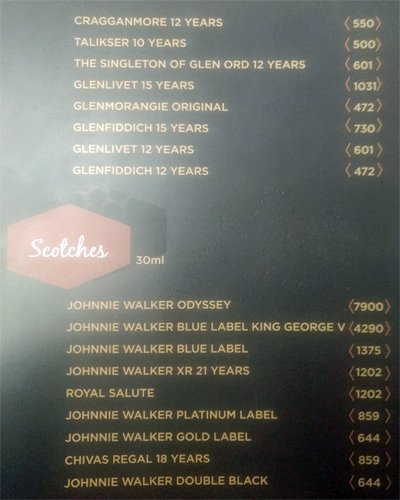 CRAGGANMORE 12 YEARS 〈550〉
TALIKSER 10 YEARS 〈500〉
THE SINGLETON OF GLEN ORD 12 YEARS 〈601〉
GLENLIVET 15 YEARS 〈1031〉
GLENMORANGIE ORIGINAL 〈472〉
GLENFIDDICH 15 YEARS 〈730〉
GLENLIVET 12 YEARS 〈601〉
GLENFIDDICH 12 YEARS 〈472〉
Scotches 30ml
JOHNNIE WALKER ODYSSEY 〈7900〉
JOHNNIE WALKER BLUE LABEL KING GEORGE V 〈4290〉
JOHNNIE WALKER BLUE LABEL 〈1375〉
JOHNNIE WALKER XR 21 YEARS 〈1202〉
ROYAL SALUTE 〈1202〉
JOHNNIE WALKER PLATINUM LABEL 〈859〉
JOHNNIE WALKER GOLD LABEL 〈644〉
CHIVAS REGAL 18 YEARS 〈859〉
JOHNNIE WALKER DOUBLE BLACK 〈644〉